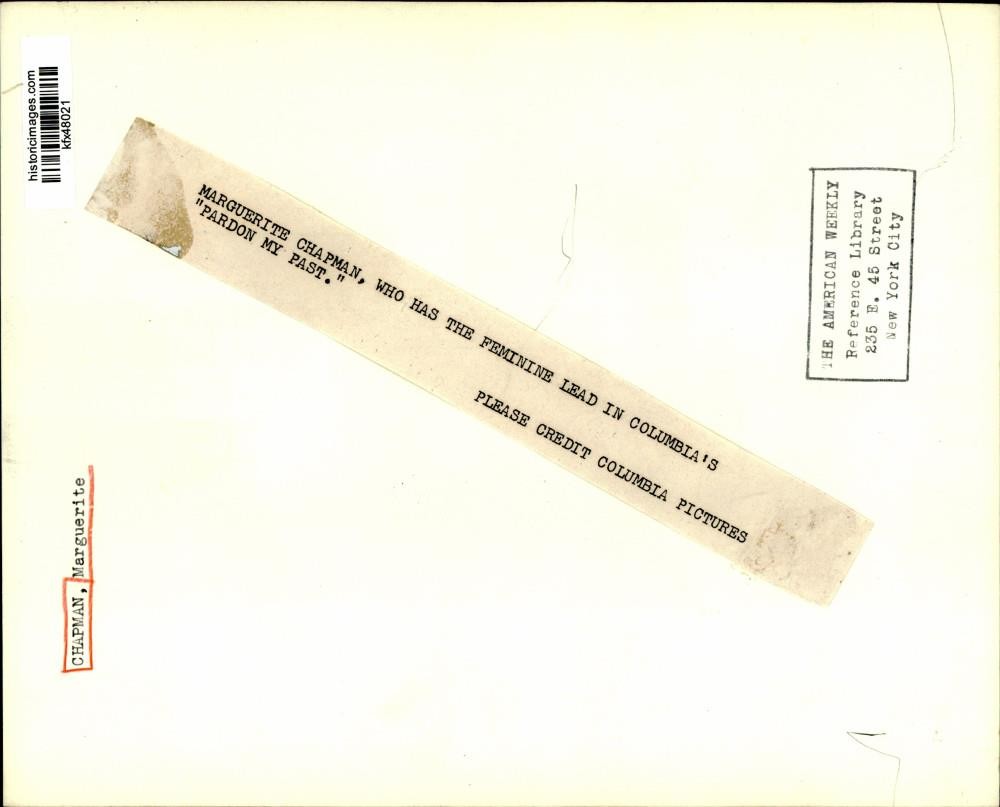 historicimages.com
kfx48021
MARGUERITE CHAPMAN, WHO HAS THE FEMININE LEAD IN COLUMBIA'S
"PARDON MY PAST."
PLEASE CREDIT COLUMBIA PICTURES
THE AMERICAN WEEKLY
Reference Library
235 E. 45 Street
New York City
CHAPMAN, Marguerite